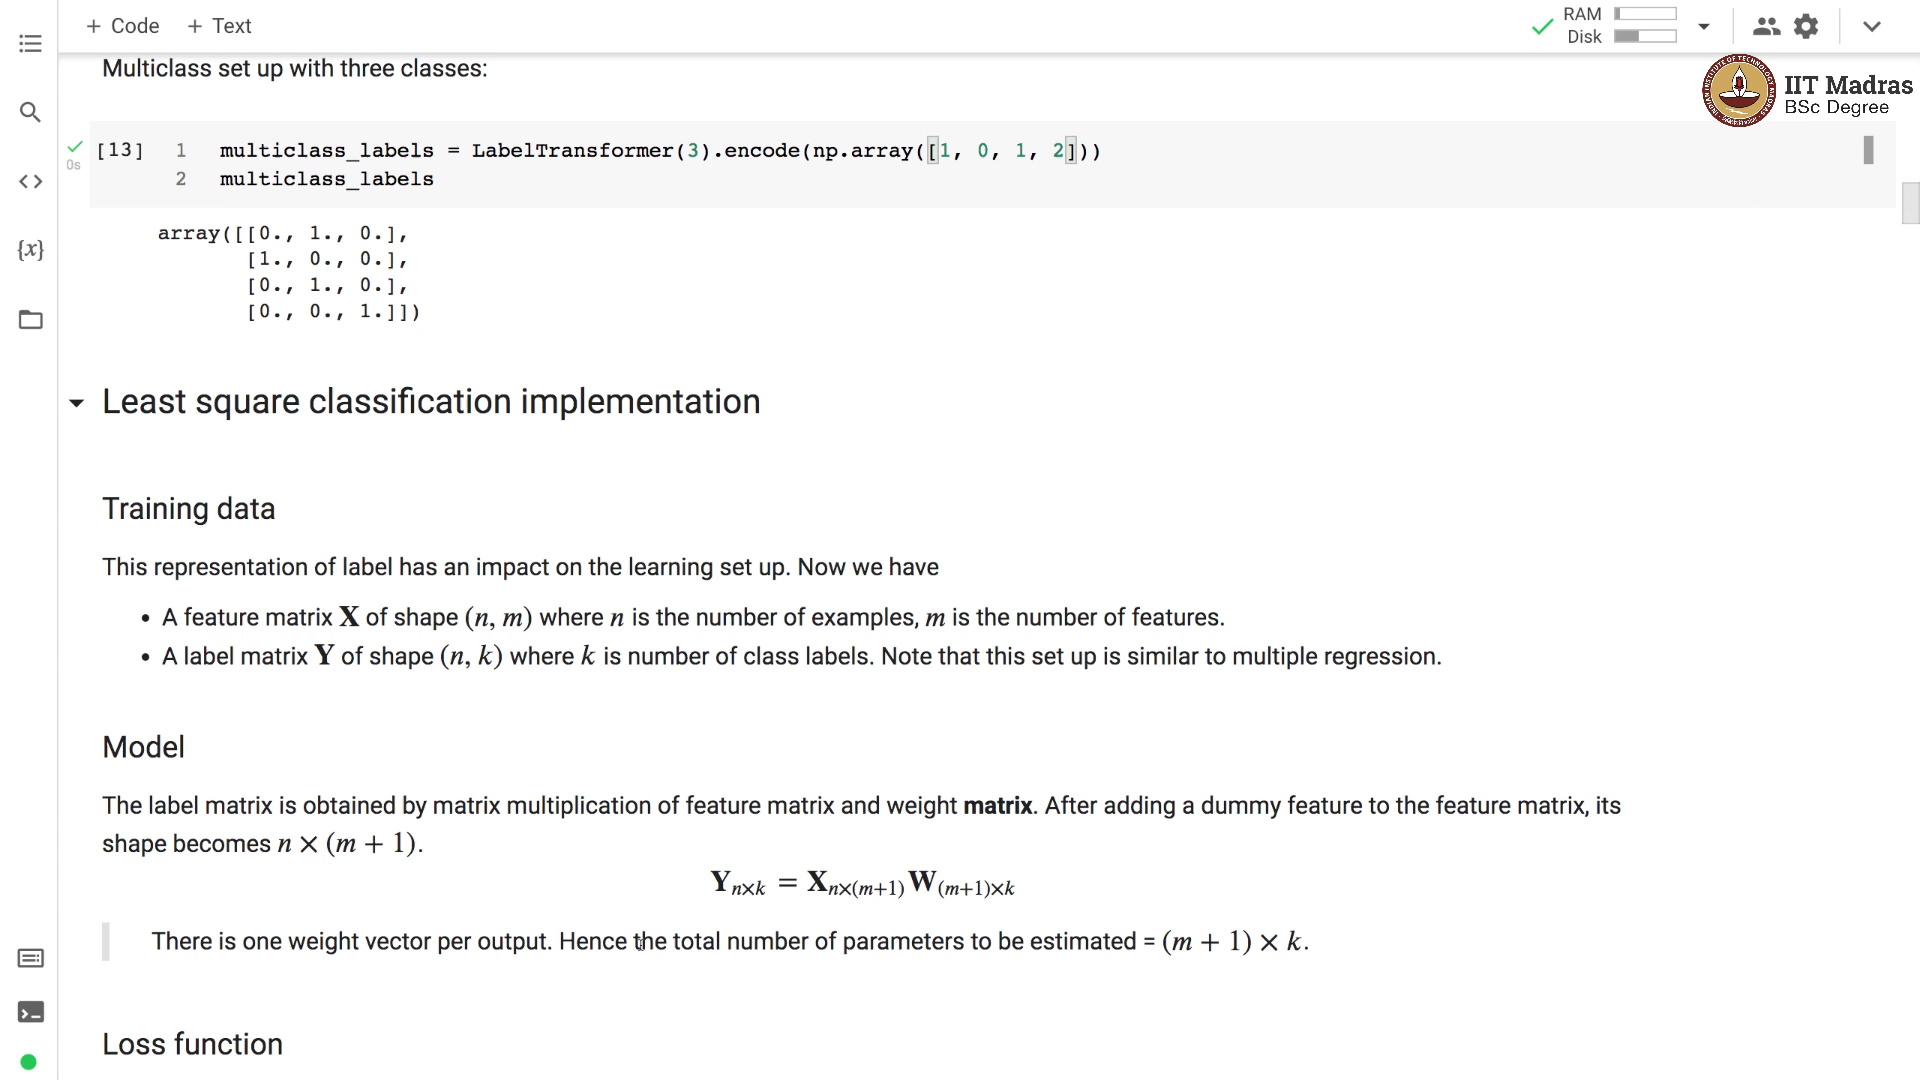 + Code + Text
RAM
Disk
IIT Madras
BSc Degree
Multiclass set up with three classes:
[13] 1 multiclass_labels = LabelTransformer(3).encode(np.array([1, 0, 1, 2]))
0s
2 multiclass_labels
{x}
array([[0., 1., 0.],
[1., 0., 0.],
[0., 1., 0.],
[0., 0., 1.]])
Least square classification implementation
Training data
This representation of label has an impact on the learning set up. Now we have
• A feature matrix X of shape (n, m) where n is the number of examples, m is the number of features.
• A label matrix Y of shape (n, k) where k is number of class labels. Note that this set up is similar to multiple regression.
Model
The label matrix is obtained by matrix multiplication of feature matrix and weight matrix. After adding a dummy feature to the feature matrix, its
shape becomes n × (m + 1).
Yn×k = Xn×(m+1)W(m+1)×k
There is one weight vector per output. Hence the total number of parameters to be estimated = (m + 1) × k.
Loss function